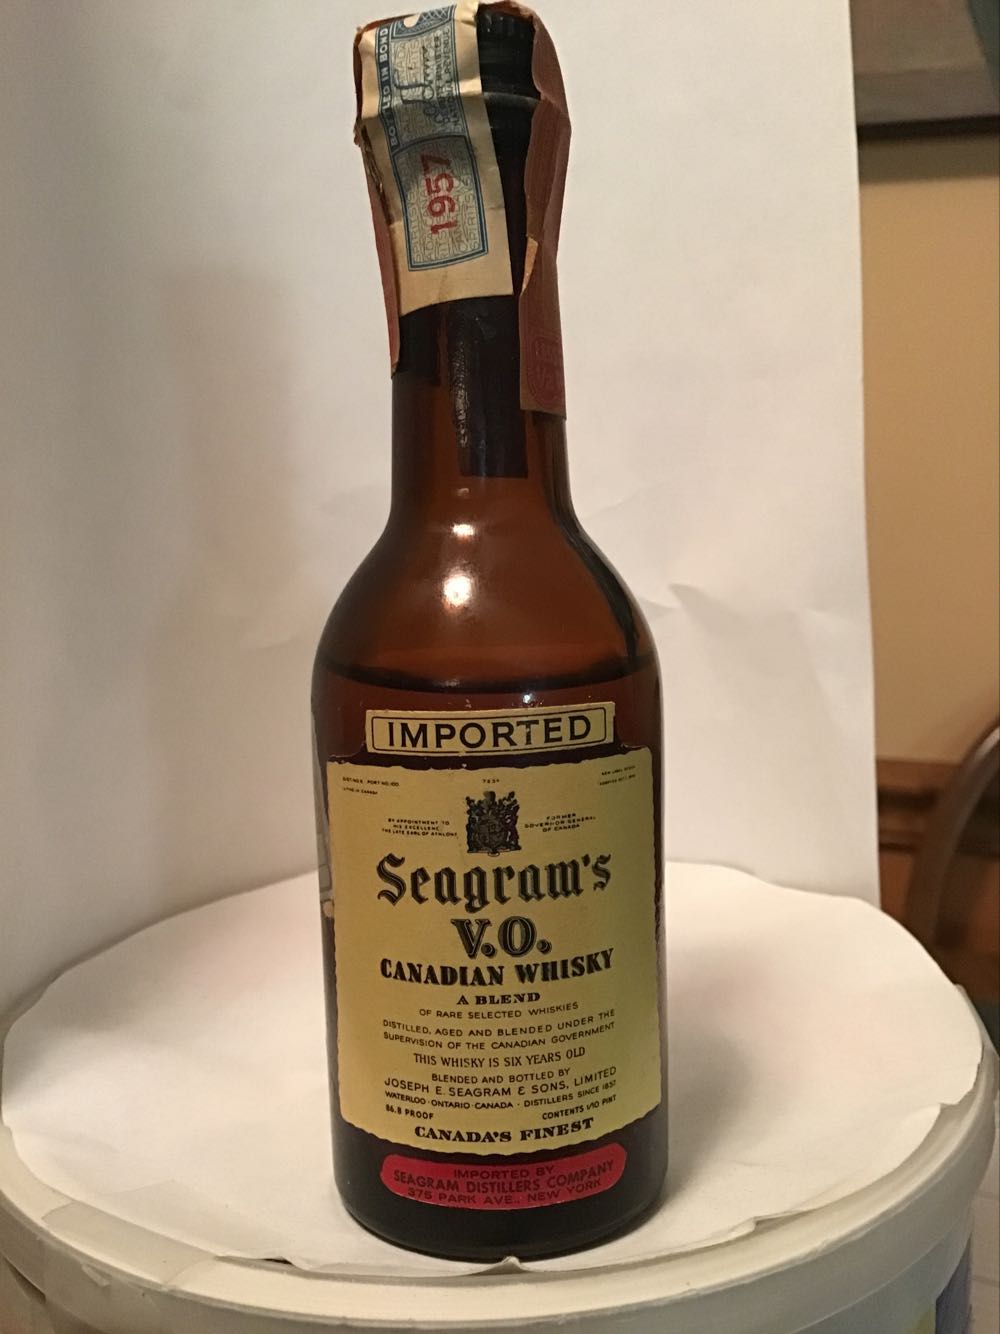 BOTTLED IN BOND
1957
IMPORTED
BY APPOINTMENT TO
HIS EXCELLENT
THE LATE EARL OF ATHLONE
FORMER
GOVERNOR GENERAL
OF CANADA
Seagram's
V.O.
CANADIAN WHISKY
A BLEND
OF RARE SELECTED WHISKIES
DISTILLED, AGED AND BLENDED UNDER THE
SUPERVISION OF THE CANADIAN GOVERNMENT
THIS WHISKY IS SIX YEARS OLD
BLENDED AND BOTTLED BY
JOSEPH E. SEAGRAM & SONS, LIMITED
WATERLOO · ONTARIO · CANADA · DISTILLERS SINCE 1857
86.8 PROOF CONTENTS 1/10 PINT
CANADA'S FINEST
IMPORTED BY
SEAGRAM DISTILLERS COMPANY
375 PARK AVE., NEW YORK